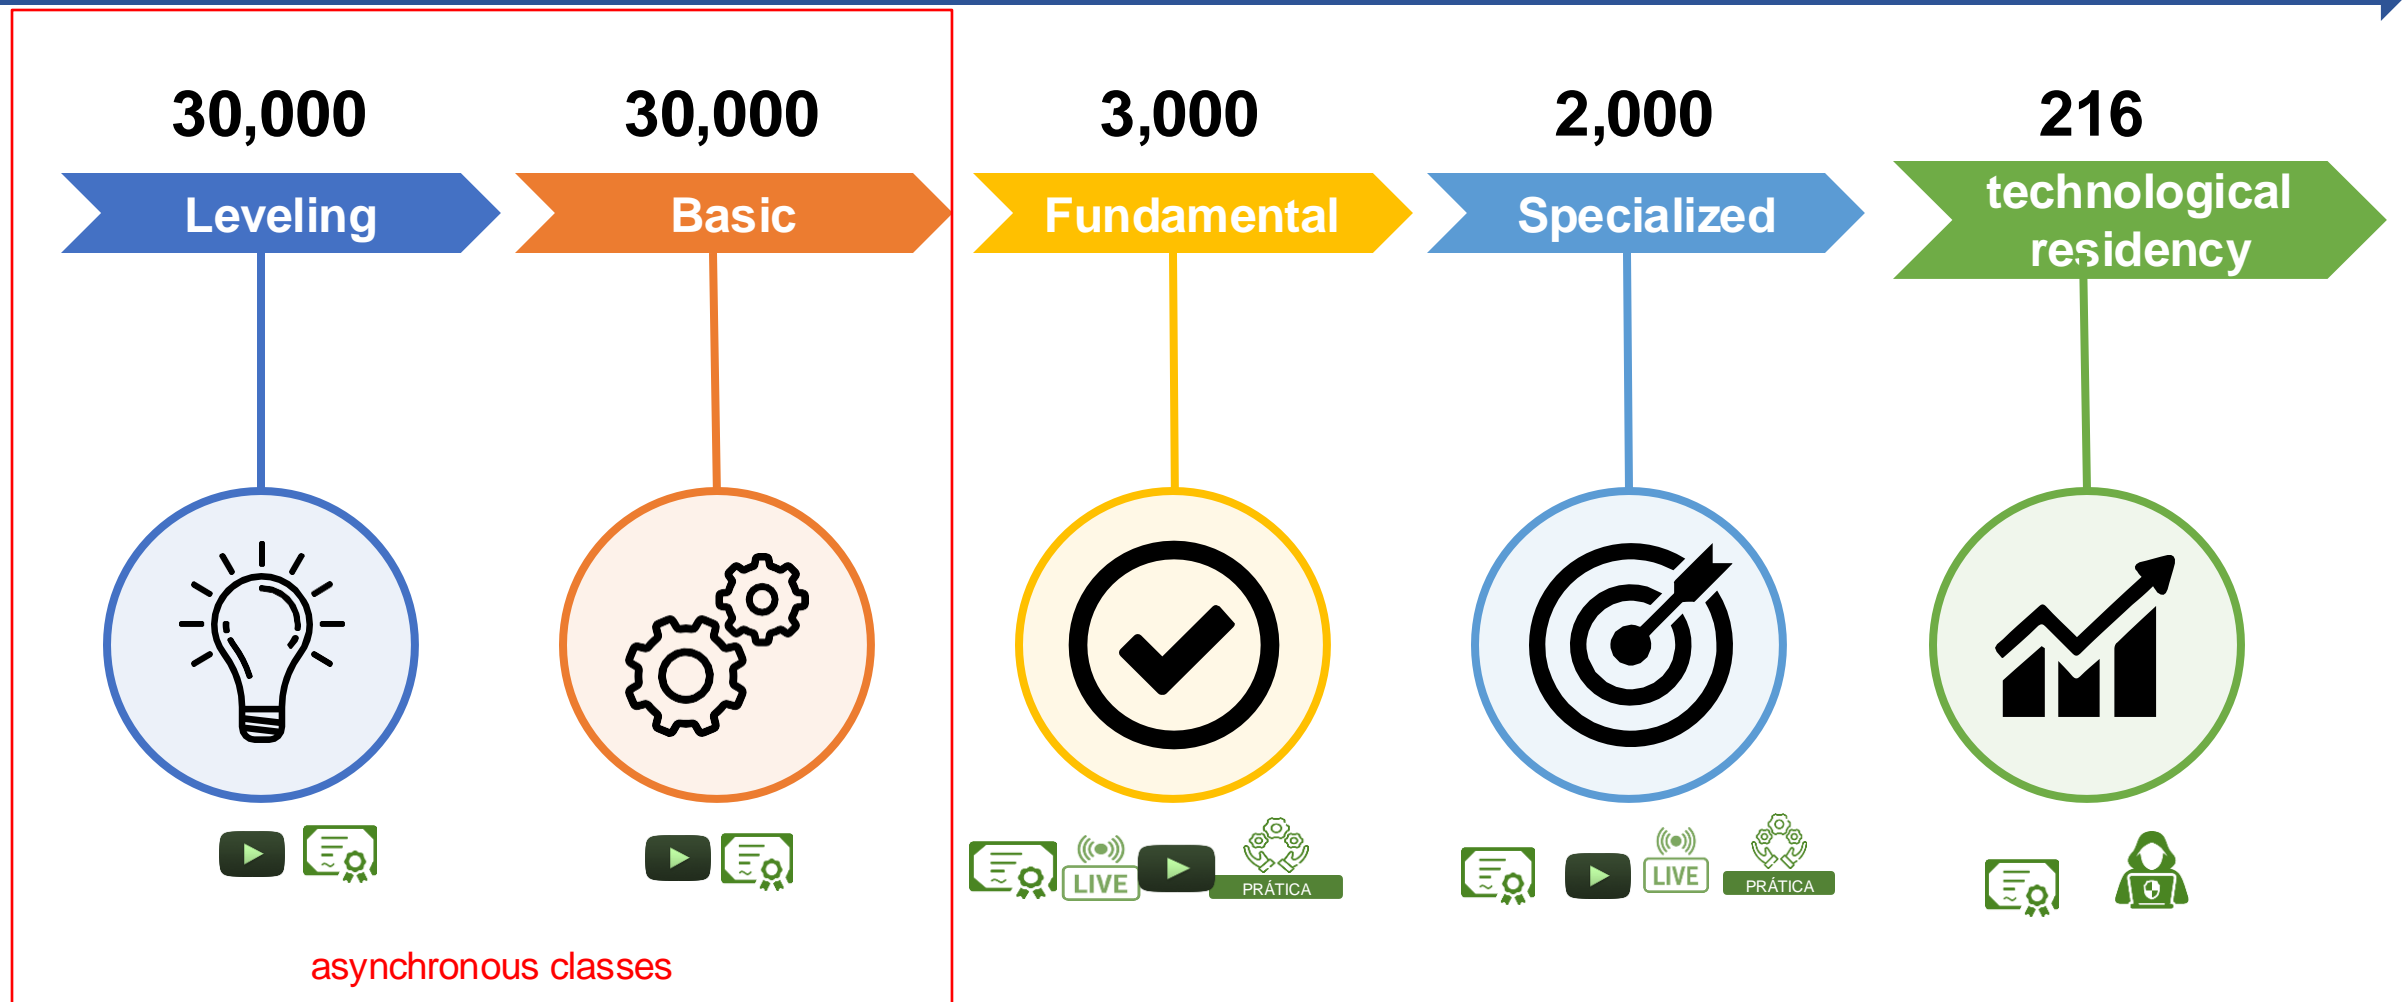 30,000
30,000
3,000
2,000
216
Leveling
Basic
Fundamental
Specialized
technological
residency
LIVE
PRÁTICA
LIVE
PRÁTICA
asynchronous classes